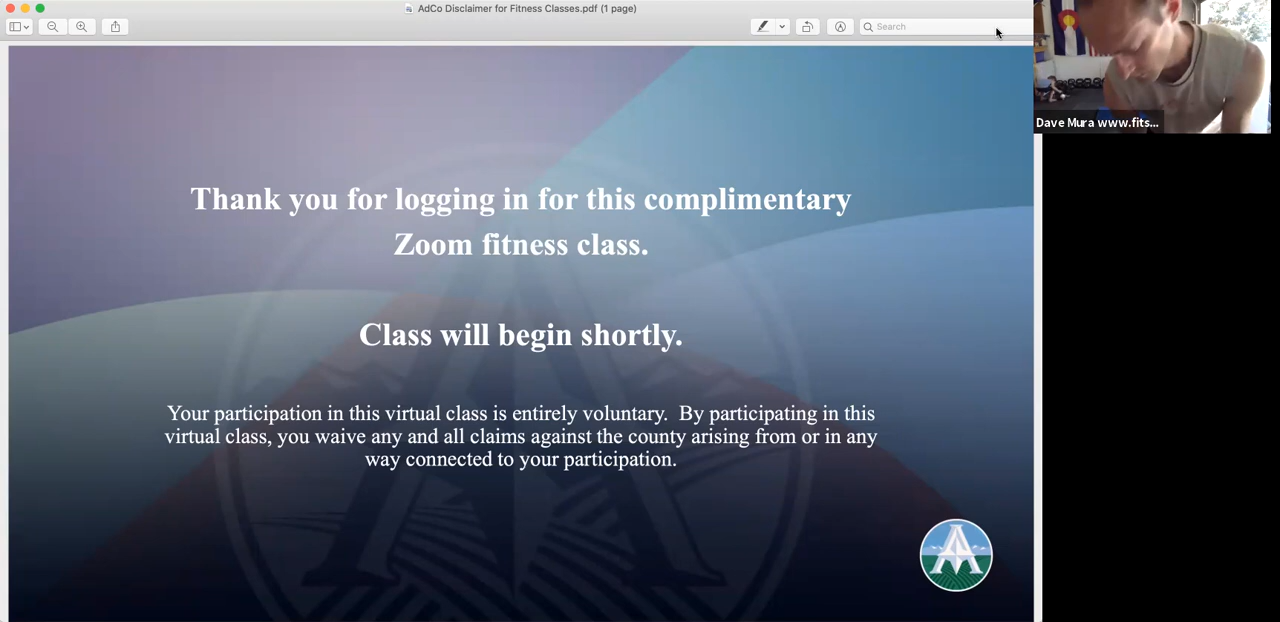 AdCo Disclaimer for Fitness Classes.pdf (1 page)
Search
Dave Mura www.fits...
Thank you for logging in for this complimentary
Zoom fitness class.
Class will begin shortly.
Your participation in this virtual class is entirely voluntary.  By participating in this
virtual class, you waive any and all claims against the county arising from or in any
way connected to your participation.